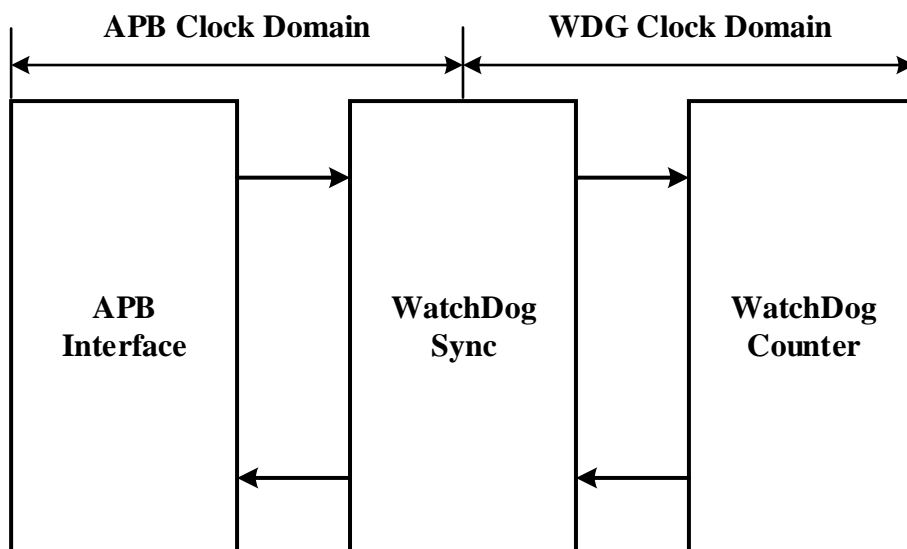 APB Clock Domain
WDG Clock Domain
APB
Interface
WatchDog
Sync
WatchDog
Counter